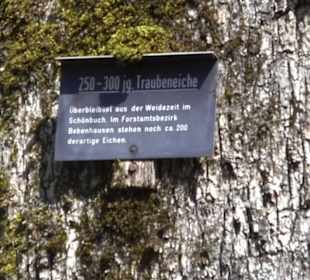 250-300 jg. Traubeneiche
Überbleibsel aus der Weidezeit im
Schönbuch. Im Forstamtsbezirk
Bebenhausen stehen noch ca. 200
derartige Eichen.